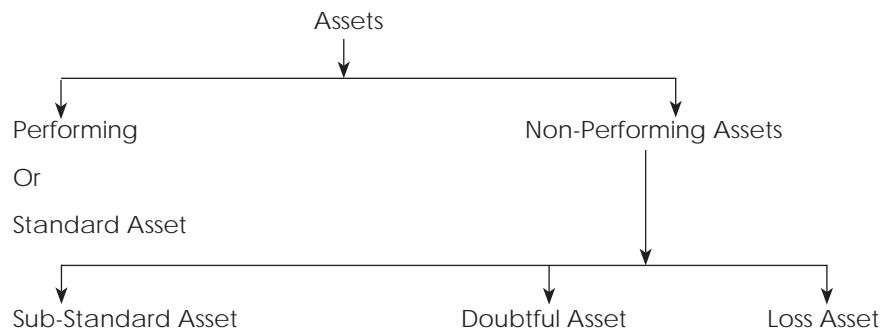 Assets
Performing Non-Performing Assets
Or
Standard Asset
Sub-Standard Asset Doubtful Asset Loss Asset